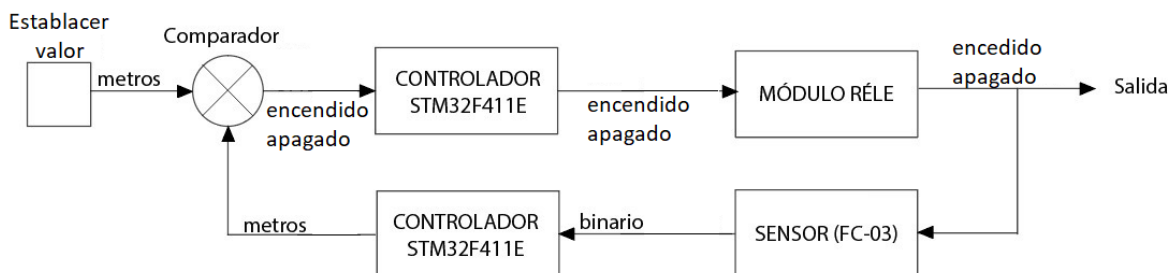 Establacer
valor
metros
Comparador
encendido
apagado
CONTROLADOR
STM32F411E
encendido
apagado
MÓDULO RÉLE
encedido
apagado
Salida
metros
CONTROLADOR
STM32F411E
binario
SENSOR (FC-03)